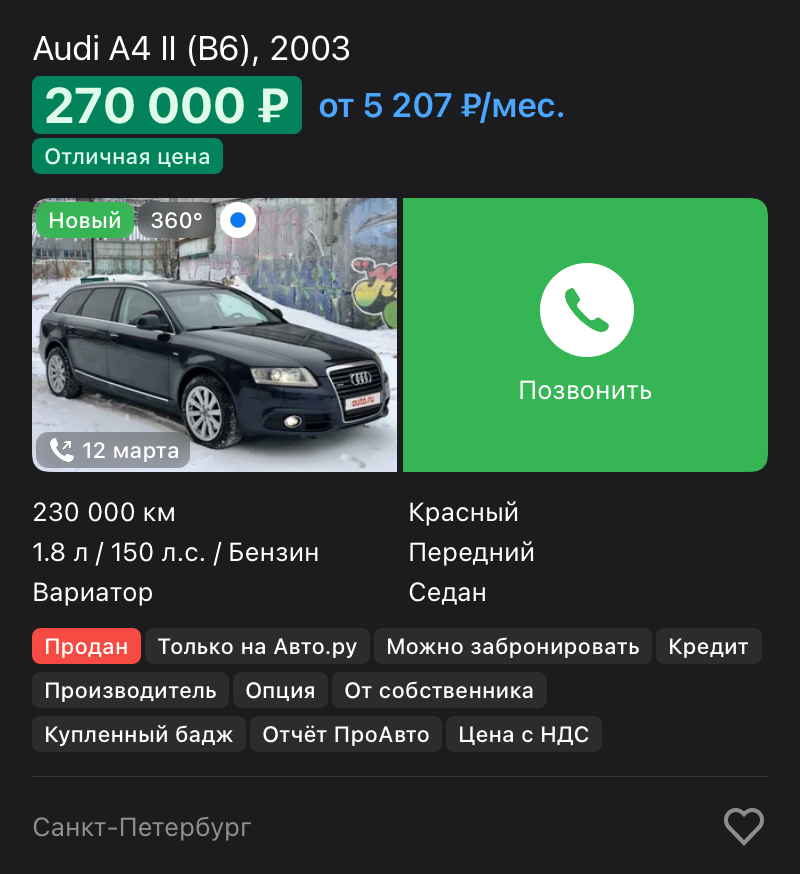 Audi A4 II (B6), 2003
270 000 ₽ от 5 207 ₽/мес.
Отличная цена
Новый 360°
auto.ru
12 марта
Позвонить
230 000 км
Красный
1.8 л / 150 л.с. / Бензин
Передний
Вариатор
Седан
Продан Только на Авто.ру Можно забронировать Кредит
Производитель Опция От собственника
Купленный бадж Отчёт ПроАвто Цена с НДС
Санкт-Петербург